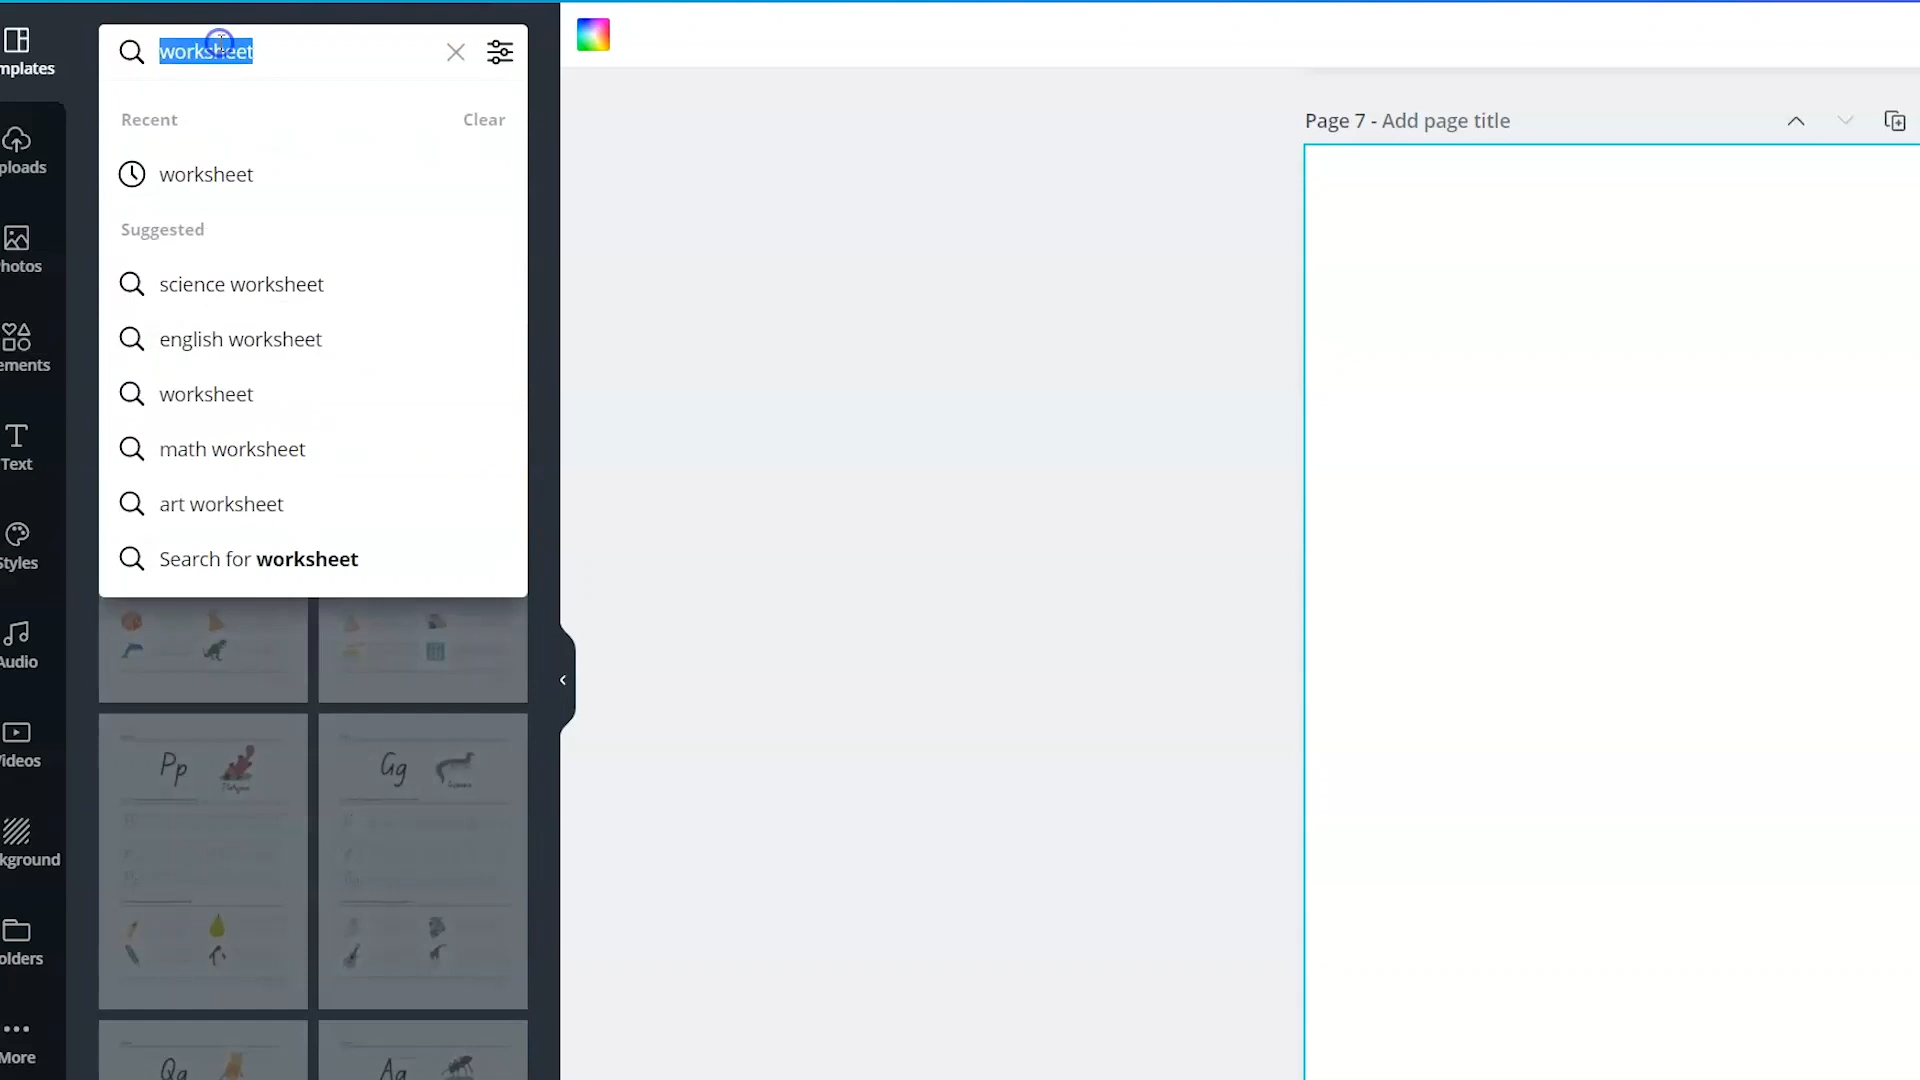 mplates
ploads
hotos
ements
Text
Styles
Audio
ideos
kground
olders
More
worksheet
Recent
Clear
worksheet
Suggested
science worksheet
english worksheet
worksheet
math worksheet
art worksheet
Search for worksheet
Pp
Gg
Qq
Aa
Page 7 - Add page title